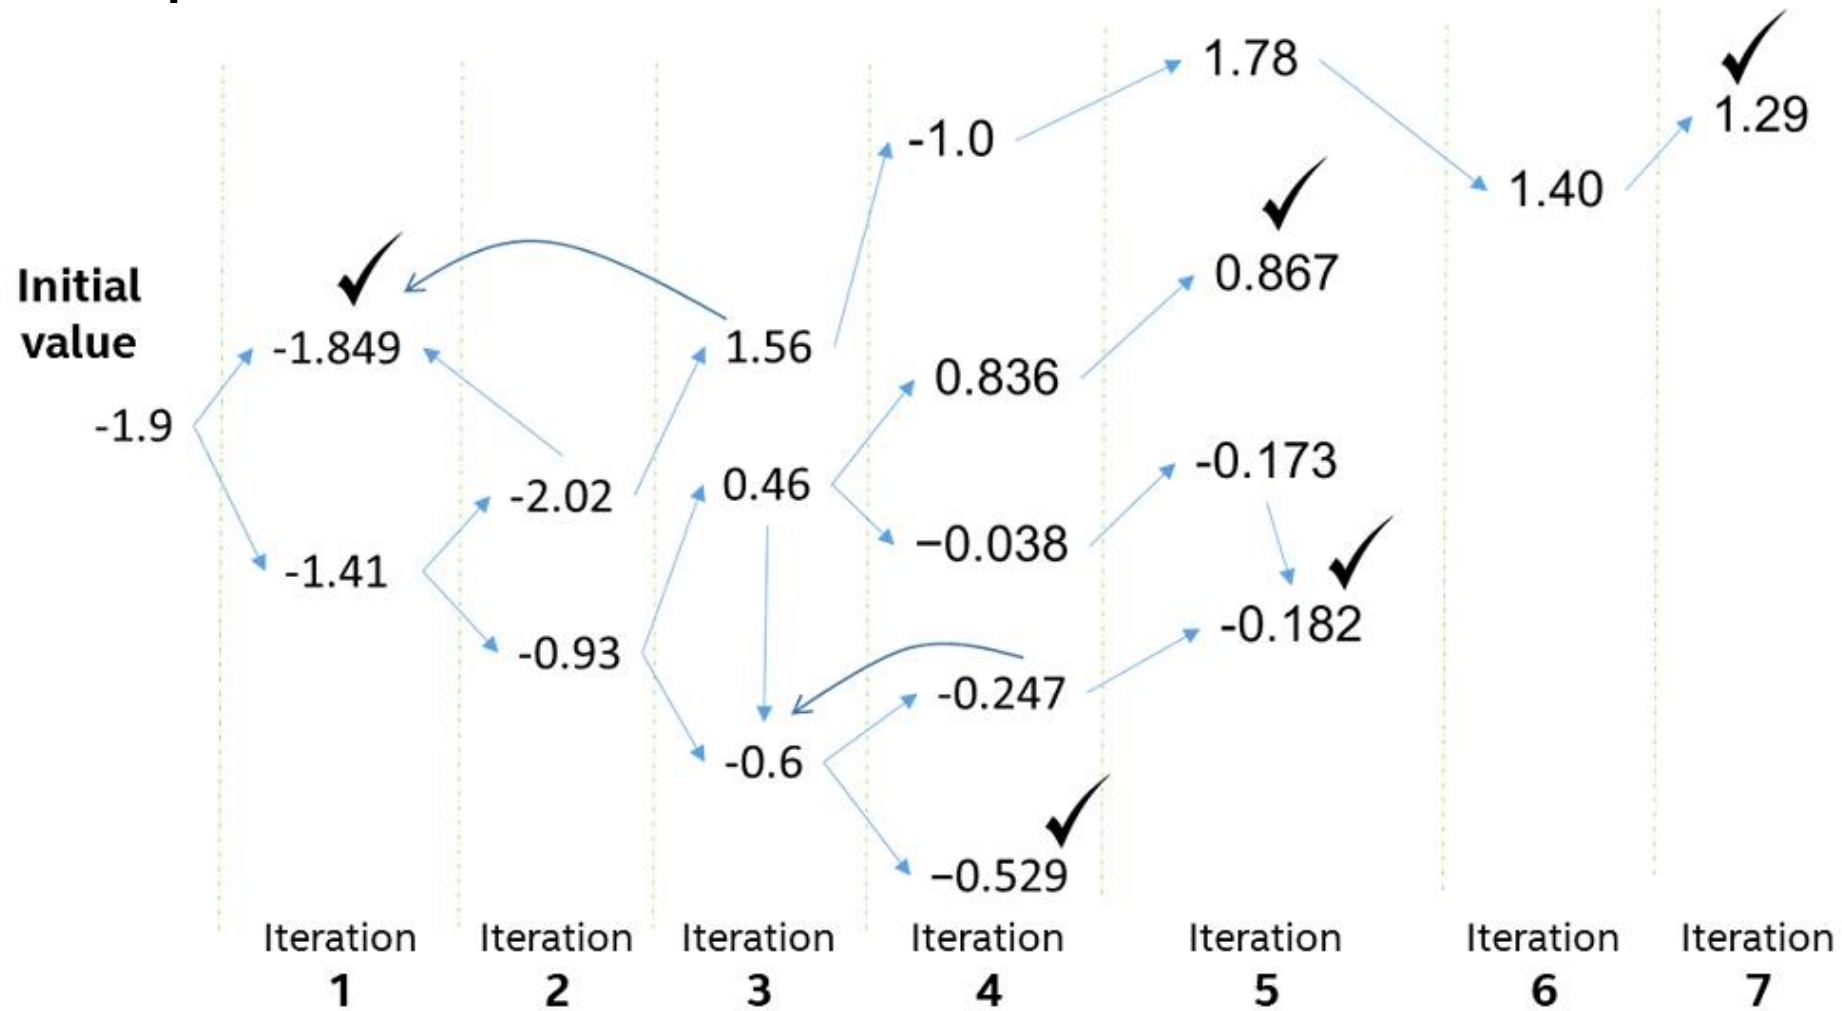 Initial
value
-1.9
-1.849
-1.41
-2.02
-0.93
1.56
0.46
-0.6
-1.0
0.836
−0.038
-0.247
−0.529
1.78
0.867
-0.173
-0.182
1.40
1.29
Iteration
1
Iteration
2
Iteration
3
Iteration
4
Iteration
5
Iteration
6
Iteration
7